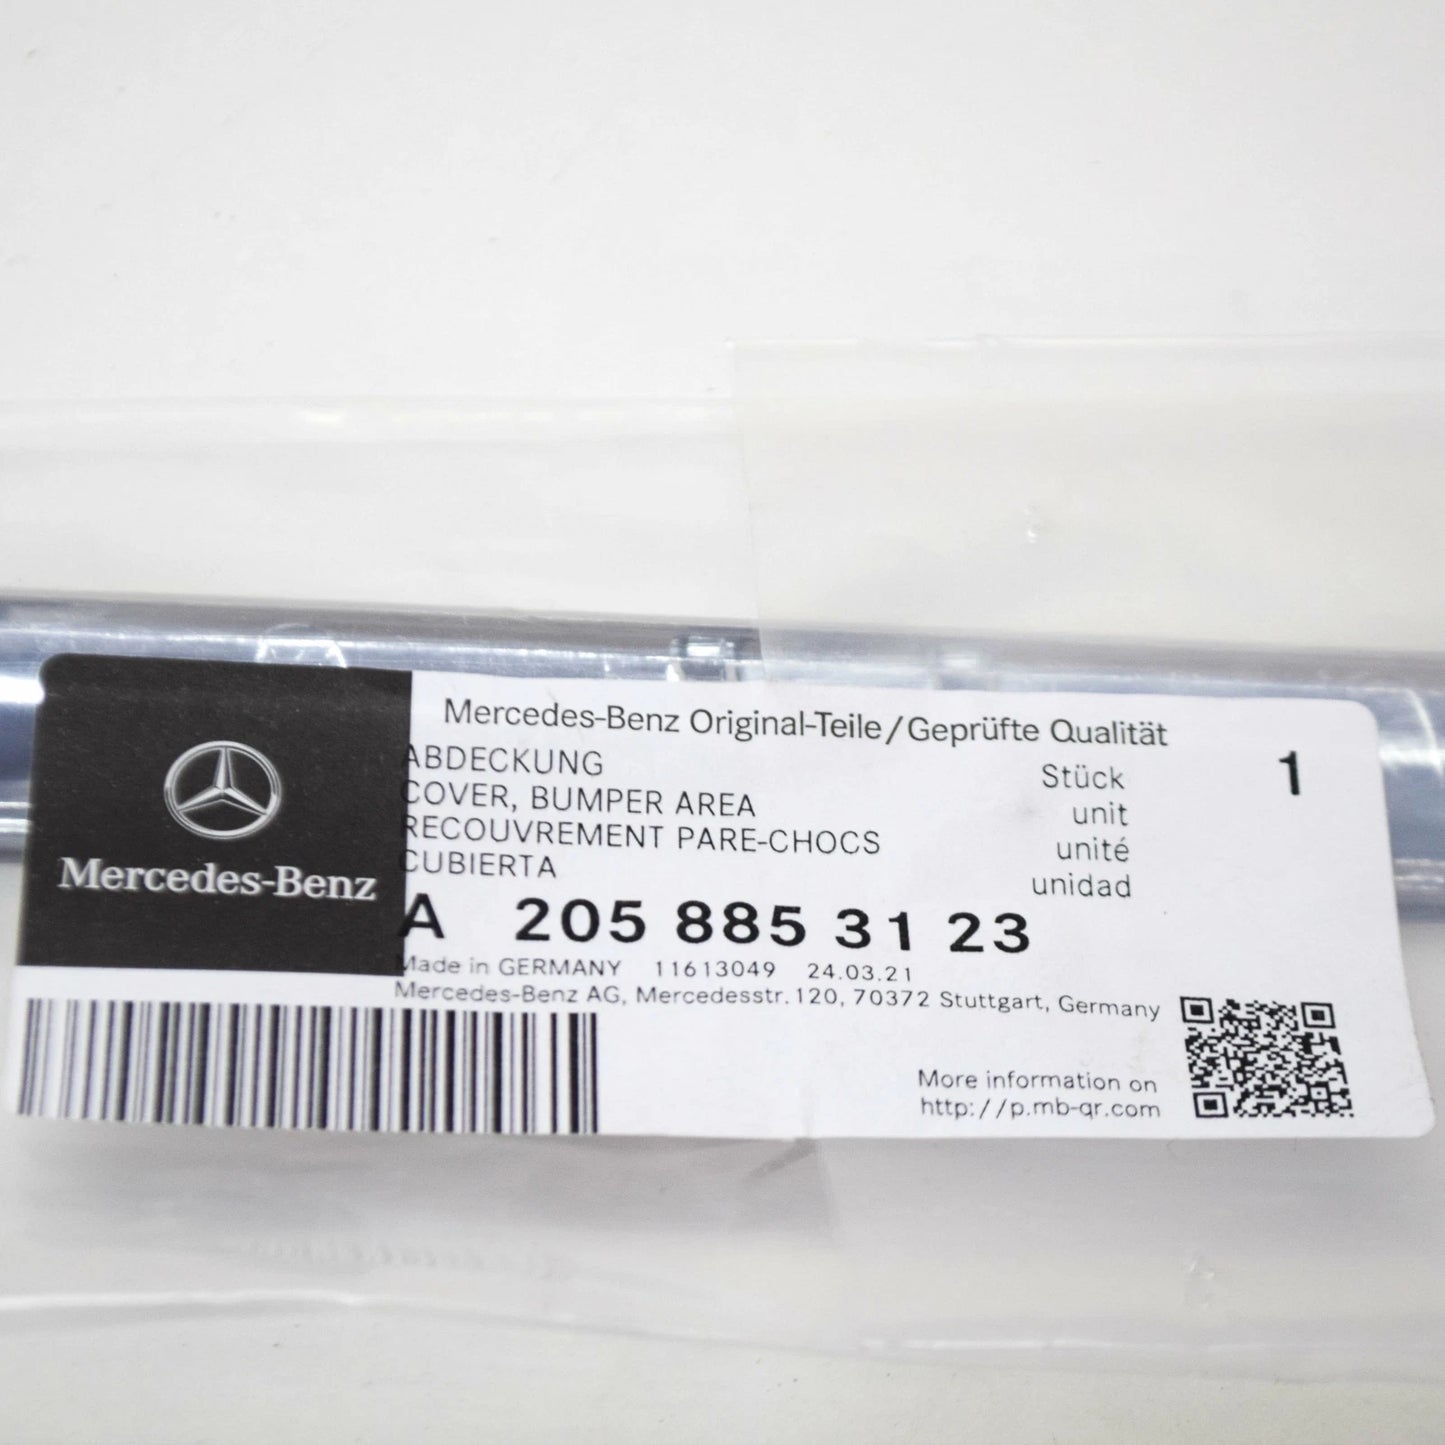 Mercedes-Benz
Mercedes-Benz Original-Teile/Geprüfte Qualität
ABDECKUNG
COVER, BUMPER AREA
RECOUVREMENT PARE-CHOCS
CUBIERTA
Stück
unit
unité
unidad
1
A 205 885 31 23
Made in GERMANY 11613049 24.03.21
Mercedes-Benz AG, Mercedesstr. 120, 70372 Stuttgart, Germany
More information on
http://p.mb-qr.com